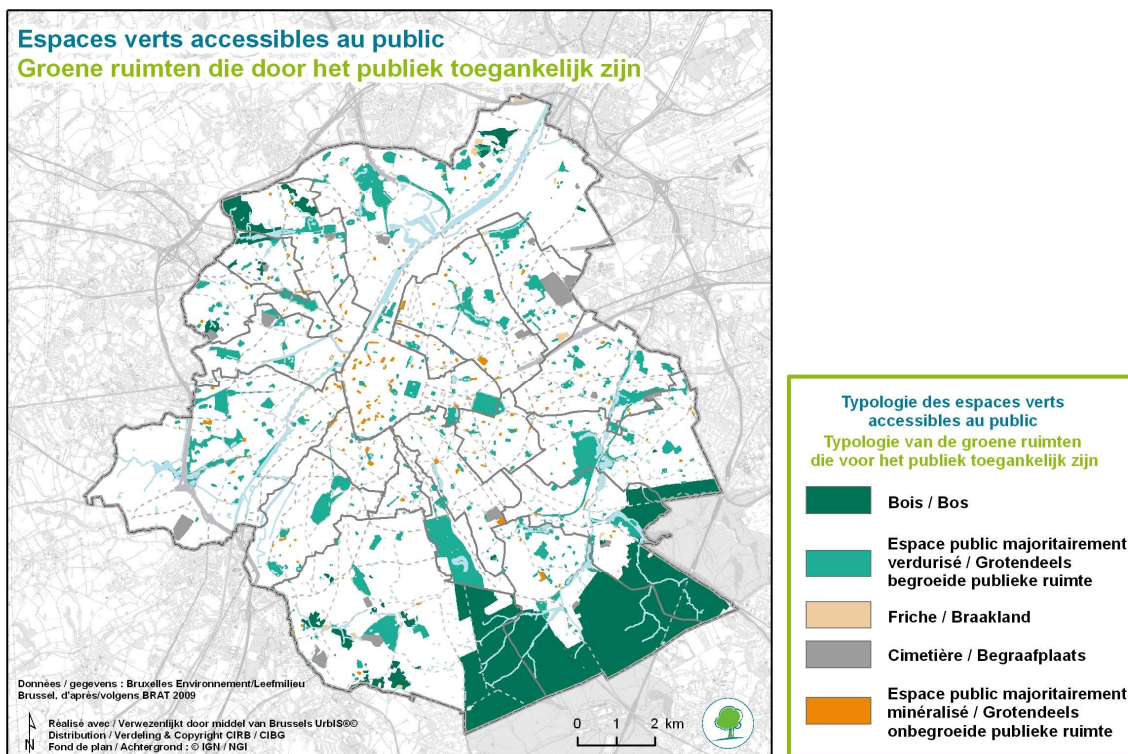 Espaces verts accessibles au public
Groene ruimten die door het publiek toegankelijk zijn
Données / gegevens : Bruxelles Environnement/Leefmilieu
Brussel, d'après/volgens BRAT 2009
Réalisé avec / Verwezenlijkt door middel van Brussels UrbIS®©
Distribution / Verdeling & Copyright CIRB / CIBG
Fond de plan / Achtergrond : © IGN / NGI
N
0 1 2 km
Typologie des espaces verts
accessibles au public
Typologie van de groene ruimten
die voor het publiek toegankelijk zijn
Bois / Bos
Espace public majoritairement
verdurisé / Grotendeels
begroeide publieke ruimte
Friche / Braakland
Cimetière / Begraafplaats
Espace public majoritairement
minéralisé / Grotendeels
onbegroeide publieke ruimte